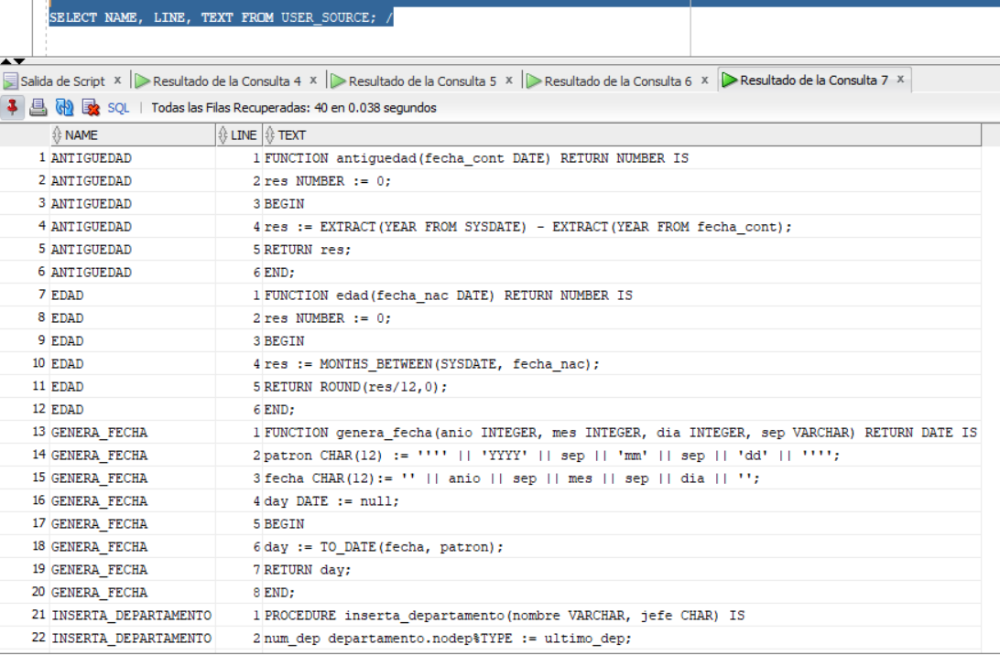 SELECT NAME, LINE, TEXT FROM USER_SOURCE; /
Salida de Script x Resultado de la Consulta 4 x Resultado de la Consulta 5 x Resultado de la Consulta 6 x Resultado de la Consulta 7 x
SQL | Todas las Filas Recuperadas: 40 en 0.038 segundos
NAME LINE TEXT
1 ANTIGUEDAD 1 FUNCTION antiguedad(fecha_cont DATE) RETURN NUMBER IS
2 ANTIGUEDAD 2 res NUMBER := 0;
3 ANTIGUEDAD 3 BEGIN
4 ANTIGUEDAD 4 res := EXTRACT(YEAR FROM SYSDATE) - EXTRACT(YEAR FROM fecha_cont);
5 ANTIGUEDAD 5 RETURN res;
6 ANTIGUEDAD 6 END;
7 EDAD 1 FUNCTION edad(fecha_nac DATE) RETURN NUMBER IS
8 EDAD 2 res NUMBER := 0;
9 EDAD 3 BEGIN
10 EDAD 4 res := MONTHS_BETWEEN(SYSDATE, fecha_nac);
11 EDAD 5 RETURN ROUND(res/12,0);
12 EDAD 6 END;
13 GENERA_FECHA 1 FUNCTION genera_fecha(anio INTEGER, mes INTEGER, dia INTEGER, sep VARCHAR) RETURN DATE IS
14 GENERA_FECHA 2 patron CHAR(12) := '''' || 'YYYY' || sep || 'mm' || sep || 'dd' || '''';
15 GENERA_FECHA 3 fecha CHAR(12):= '' || anio || sep || mes || sep || dia || '';
16 GENERA_FECHA 4 day DATE := null;
17 GENERA_FECHA 5 BEGIN
18 GENERA_FECHA 6 day := TO_DATE(fecha, patron);
19 GENERA_FECHA 7 RETURN day;
20 GENERA_FECHA 8 END;
21 INSERTA_DEPARTAMENTO 1 PROCEDURE inserta_departamento(nombre VARCHAR, jefe CHAR) IS
22 INSERTA_DEPARTAMENTO 2 num_dep departamento.nodep%TYPE := ultimo_dep;